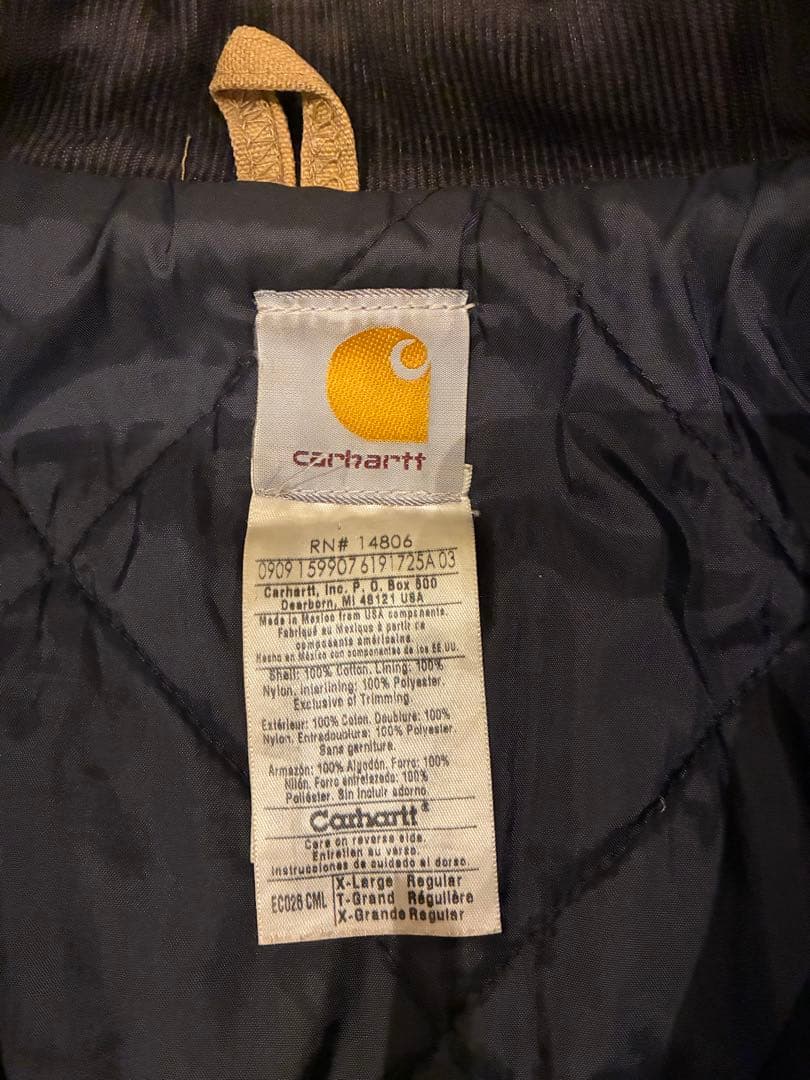 carhartt
RN# 14806
0909 159907 6191725A 03
Carhartt, Inc. P. O. Box 600
Dearborn, MI 48121 USA
Made in Mexico from USA components.
Fabriqué au Mexique à partir de
composants américains.
Hecho en México con componentes de los EE.UU.
Shell: 100% Cotton. Lining: 100%
Nylon. Interlining: 100% Polyester.
Exclusive of Trimming
Extérieur: 100% Coton. Doublure: 100%
Nylon. Entredoublure: 100% Polyester
Sans garniture.
Armazón: 100% Algodón. Forro: 100%
Nilón. Forro entrelazado: 100%
Poliéster. Sin incluir adorno
Carhartt®
Care on reverse side.
Entretien au verso.
Instrucciones de cuidado al dorso.
EC026 CML
X-Large Regular
T-Grand Régulière
X-Grande Regular